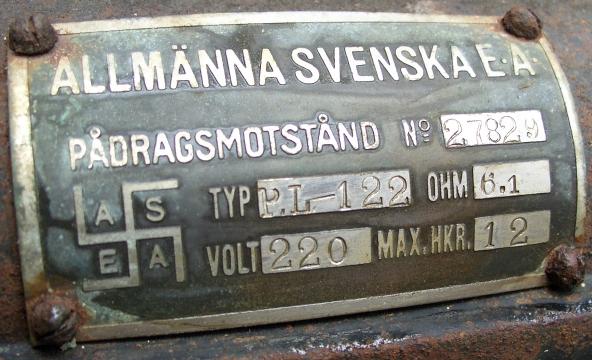 ALLMÄNNA SVENSKA E.A.
PÅDRAGSMOTSTÅND No 27829
A S
E A
TYP P.L-122 OHM 6.1
VOLT 220 MAX. HKR. 12